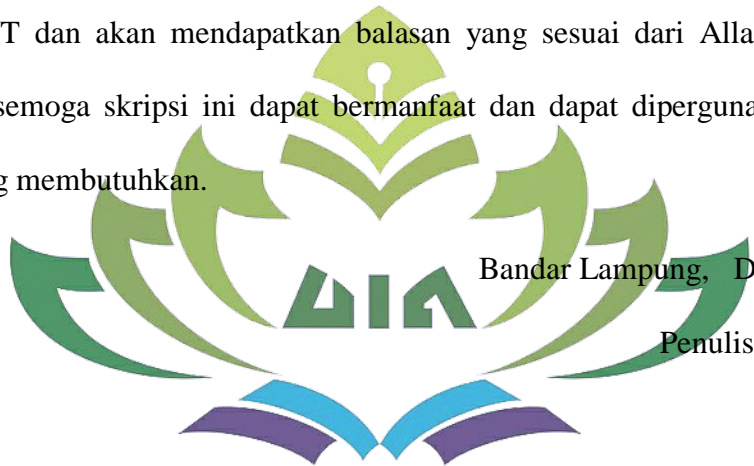 T dan akan mendapatkan balasan yang sesuai dari Alla
semoga skripsi ini dapat bermanfaat dan dapat diperguna
g membutuhkan.
Bandar Lampung, D
UIN
Penulis